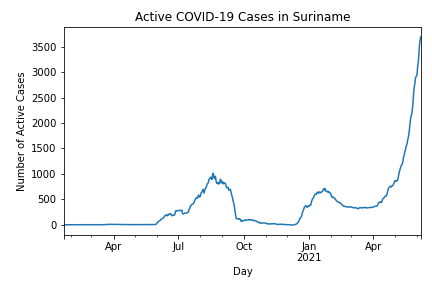 Active COVID-19 Cases in Suriname
Number of Active Cases
3500
3000
2500
2000
1500
1000
500
0
Apr
Jul
Oct
Jan
2021
Apr
Day